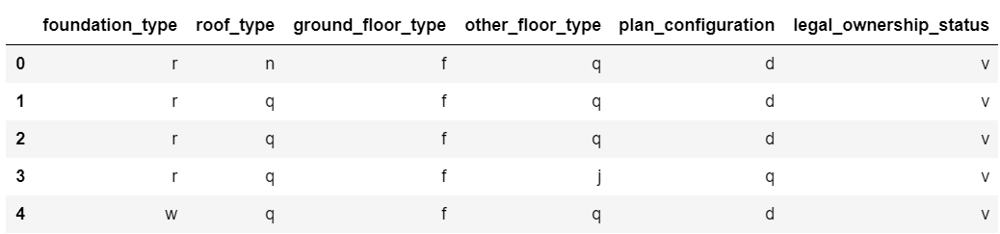 foundation_type roof_type ground_floor_type other_floor_type plan_configuration legal_ownership_status
0 r n f q d v
1 r q f q d v
2 r q f q d v
3 r q f j q v
4 w q f q d v